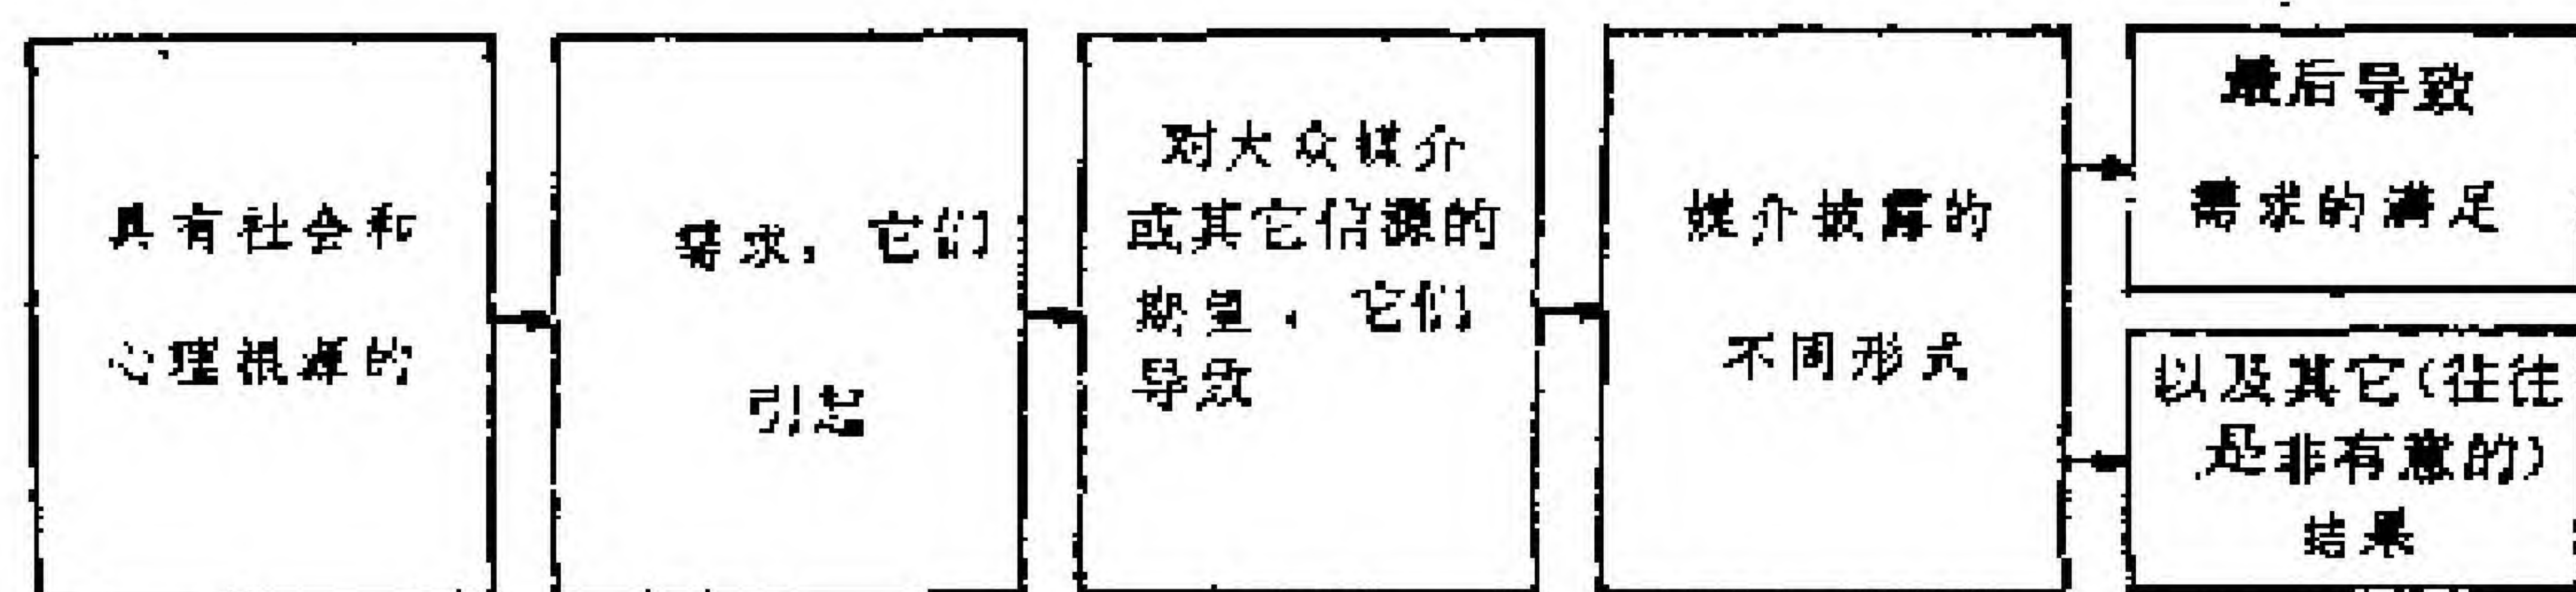 具有社会和
心理根源的
需求，它们
引起
对大众媒介
或其它信源的
期望，它们
导致
媒介披露的
不同形式
最后导致
需求的满足
以及其它(往往
是非有意的)
结果